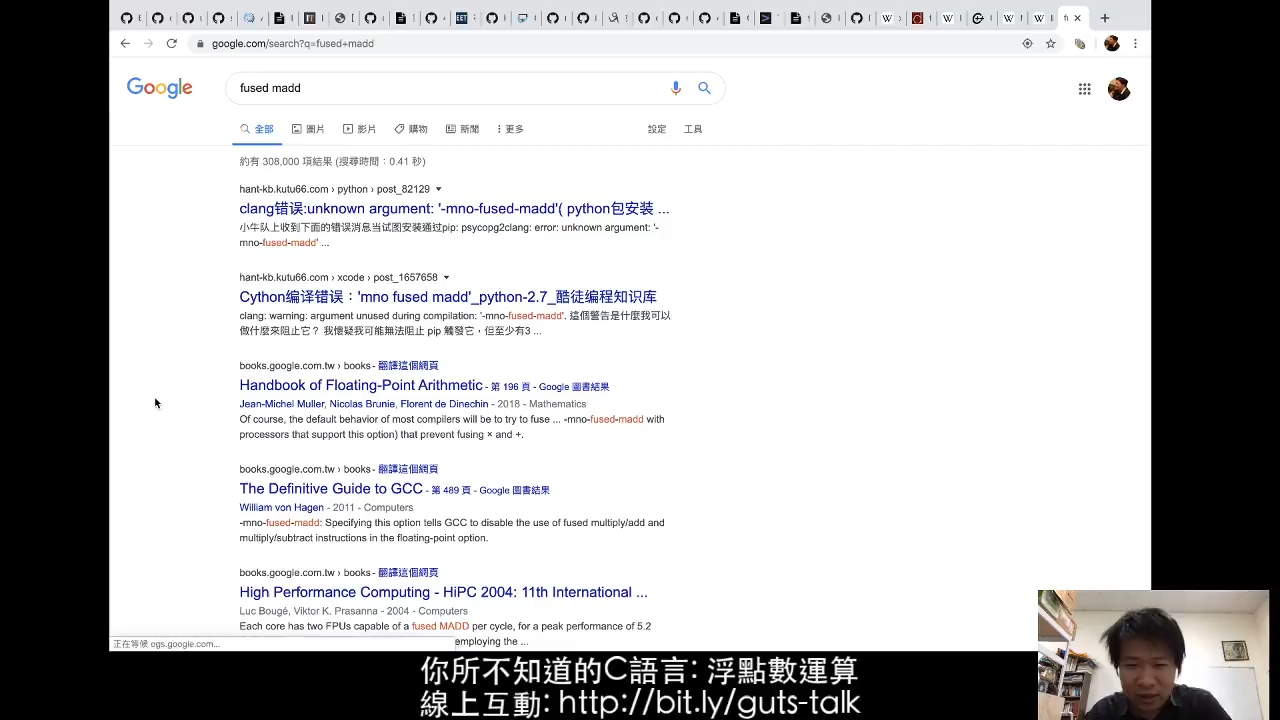 google.com/search?q=fused+madd
Google
fused madd
全部
圖片
影片
購物
新聞
更多
設定
工具
約有 308,000 項結果 (搜尋時間：0.41 秒)
hant-kb.kutu66.com › python › post_82129
clang错误:unknown argument: '-mno-fused-madd'( python包安装 ...
小牛队上收到下面的错误消息当试图安装通过pip: psycopg2clang: error: unknown argument: '-
mno-fused-madd' ...
hant-kb.kutu66.com › xcode › post_1657658
Cython编译错误：'mno fused madd'_python-2.7_酷徒编程知识库
clang: warning: argument unused during compilation: '-mno-fused-madd'. 這個警告是什麼我可以
做什麼來阻止它？ 我懷疑我可能無法阻止 pip 觸發它，但至少有3 ...
books.google.com.tw › books - 翻譯這個網頁
Handbook of Floating-Point Arithmetic - 第 196 頁 - Google 圖書結果
Jean-Michel Muller, Nicolas Brunie, Florent de Dinechin - 2018 - Mathematics
Of course, the default behavior of most compilers will be to try to fuse ... -mno-fused-madd with
processors that support this option) that prevent fusing × and +.
books.google.com.tw › books - 翻譯這個網頁
The Definitive Guide to GCC - 第 489 頁 - Google 圖書結果
William von Hagen - 2011 - Computers
-mno-fused-madd: Specifying this option tells GCC to disable the use of fused multiply/add and
multiply/subtract instructions in the floating-point option.
books.google.com.tw › books - 翻譯這個網頁
High Performance Computing - HiPC 2004: 11th International ...
Luc Bougé, Viktor K. Prasanna - 2004 - Computers
Each core has two FPUs capable of a fused MADD per cycle, for a peak performance of 5.2
employing the ...
正在等候 ogs.google.com...
你所不知道的C語言: 浮點數運算
線上互動: http://bit.ly/guts-talk